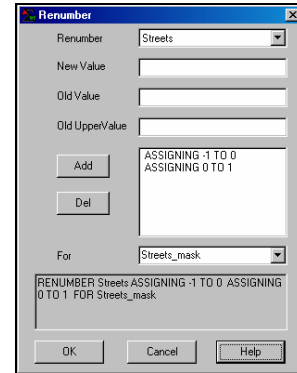 Renumber
Renumber Streets
New Value
Old Value
Old UpperValue
Add
Del
ASSIGNING -1 TO 0
ASSIGNING 0 TO 1
For Streets_mask
RENUMBER Streets ASSIGNING -1 TO 0 ASSIGNING
0 TO 1 FOR Streets_mask
OK Cancel Help